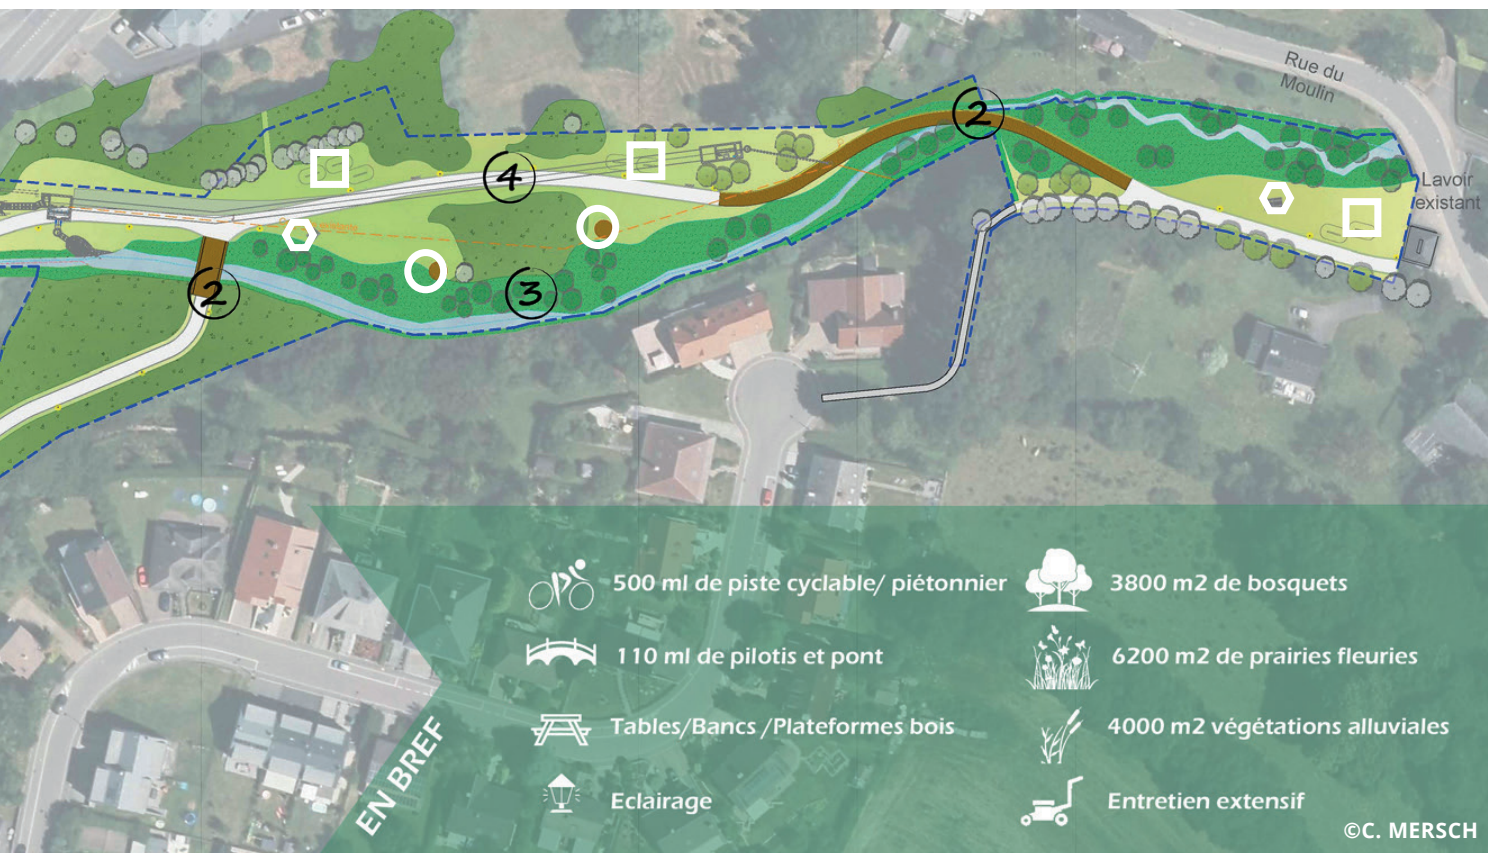 Rue du
Moulin
2
4
Lavoir
existant
2
3
500 ml de piste cyclable/ piétonnier
3800 m2 de bosquets
110 ml de pilotis et pont
6200 m2 de prairies fleuries
Tables/Bancs /Plateformes bois
4000 m2 végétations alluviales
EN BREF
Eclairage
Entretien extensif
©C. MERSCH